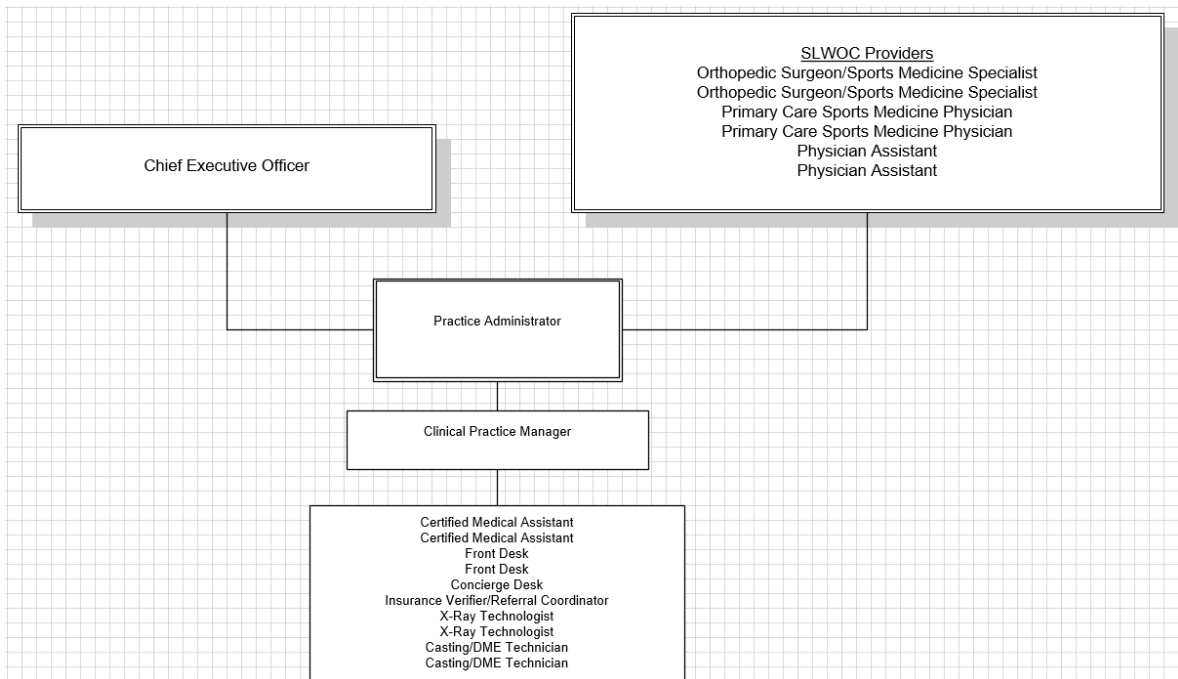 SLWOC Providers
Orthopedic Surgeon/Sports Medicine Specialist
Orthopedic Surgeon/Sports Medicine Specialist
Primary Care Sports Medicine Physician
Primary Care Sports Medicine Physician
Physician Assistant
Physician Assistant
Chief Executive Officer
Practice Administrator
Clinical Practice Manager
Certified Medical Assistant
Certified Medical Assistant
Front Desk
Front Desk
Concierge Desk
Insurance Verifier/Referral Coordinator
X-Ray Technologist
X-Ray Technologist
Casting/DME Technician
Casting/DME Technician